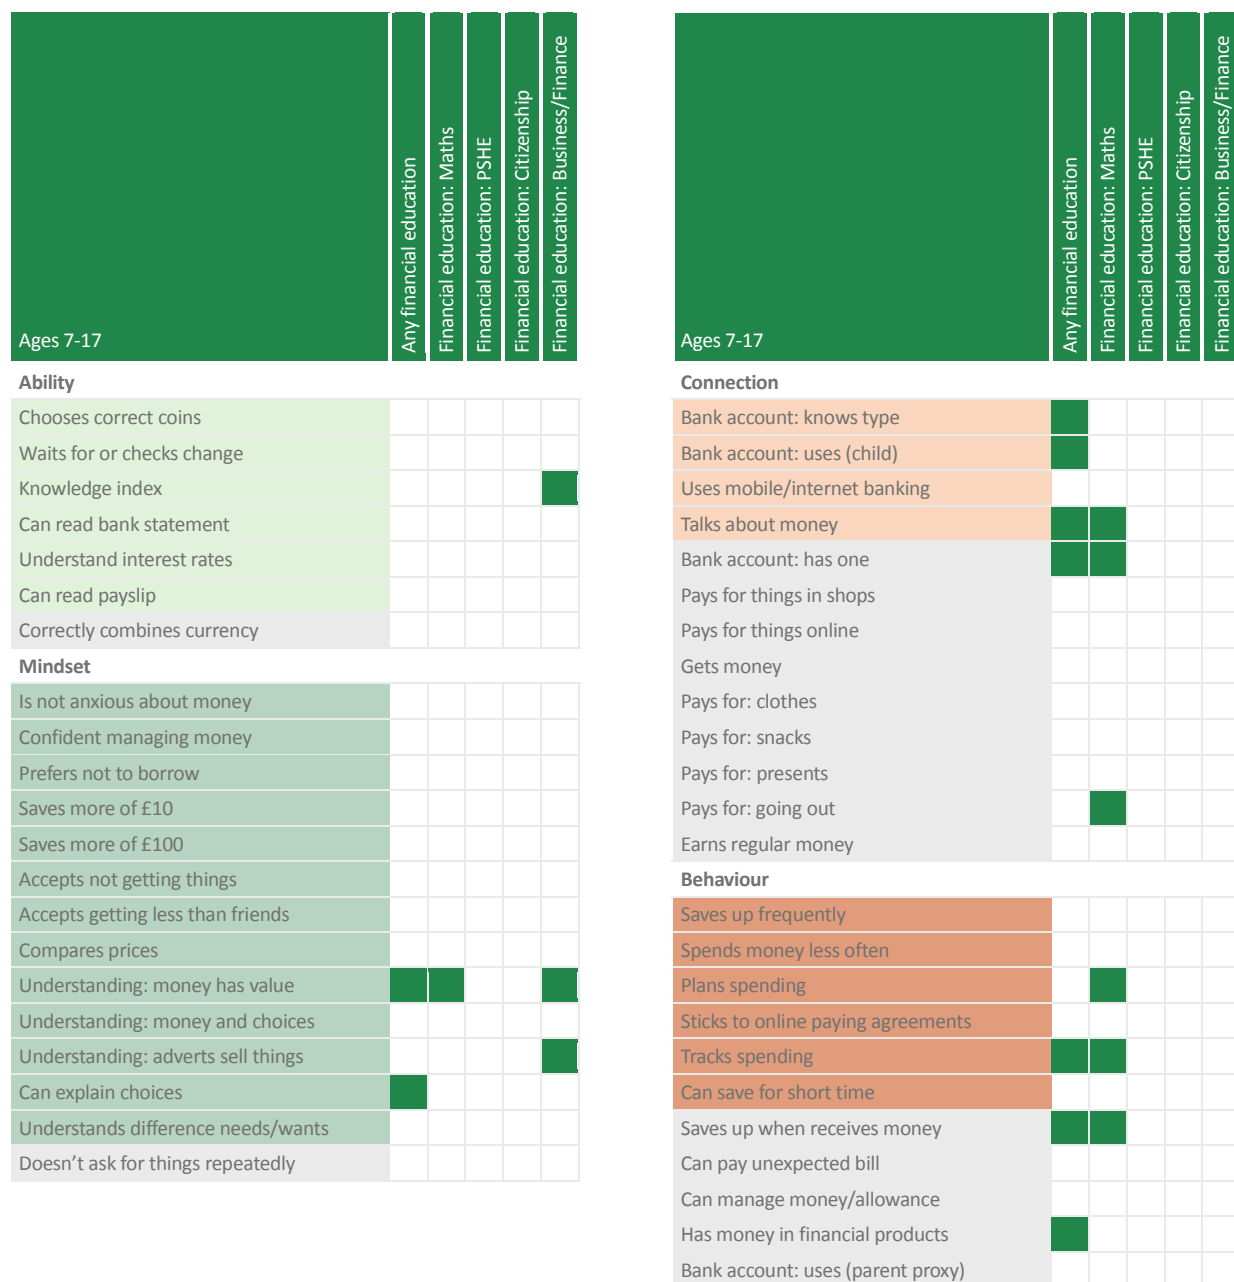 Ages 7-17
Any financial education
Financial education: Maths
Financial education: PSHE
Financial education: Citizenship
Financial education: Business/Finance
Ability
Chooses correct coins
Waits for or checks change
Knowledge index
Can read bank statement
Understand interest rates
Can read payslip
Correctly combines currency
Mindset
Is not anxious about money
Confident managing money
Prefers not to borrow
Saves more of £10
Saves more of £100
Accepts not getting things
Accepts getting less than friends
Compares prices
Understanding: money has value
Understanding: money and choices
Understanding: adverts sell things
Can explain choices
Understands difference needs/wants
Doesn't ask for things repeatedly
Ages 7-17
Any financial education
Financial education: Maths
Financial education: PSHE
Financial education: Citizenship
Financial education: Business/Finance
Connection
Bank account: knows type
Bank account: uses (child)
Uses mobile/internet banking
Talks about money
Bank account: has one
Pays for things in shops
Pays for things online
Gets money
Pays for: clothes
Pays for: snacks
Pays for: presents
Pays for: going out
Earns regular money
Behaviour
Saves up frequently
Spends money less often
Plans spending
Sticks to online paying agreements
Tracks spending
Can save for short time
Saves up when receives money
Can pay unexpected bill
Can manage money/allowance
Has money in financial products
Bank account: uses (parent proxy)